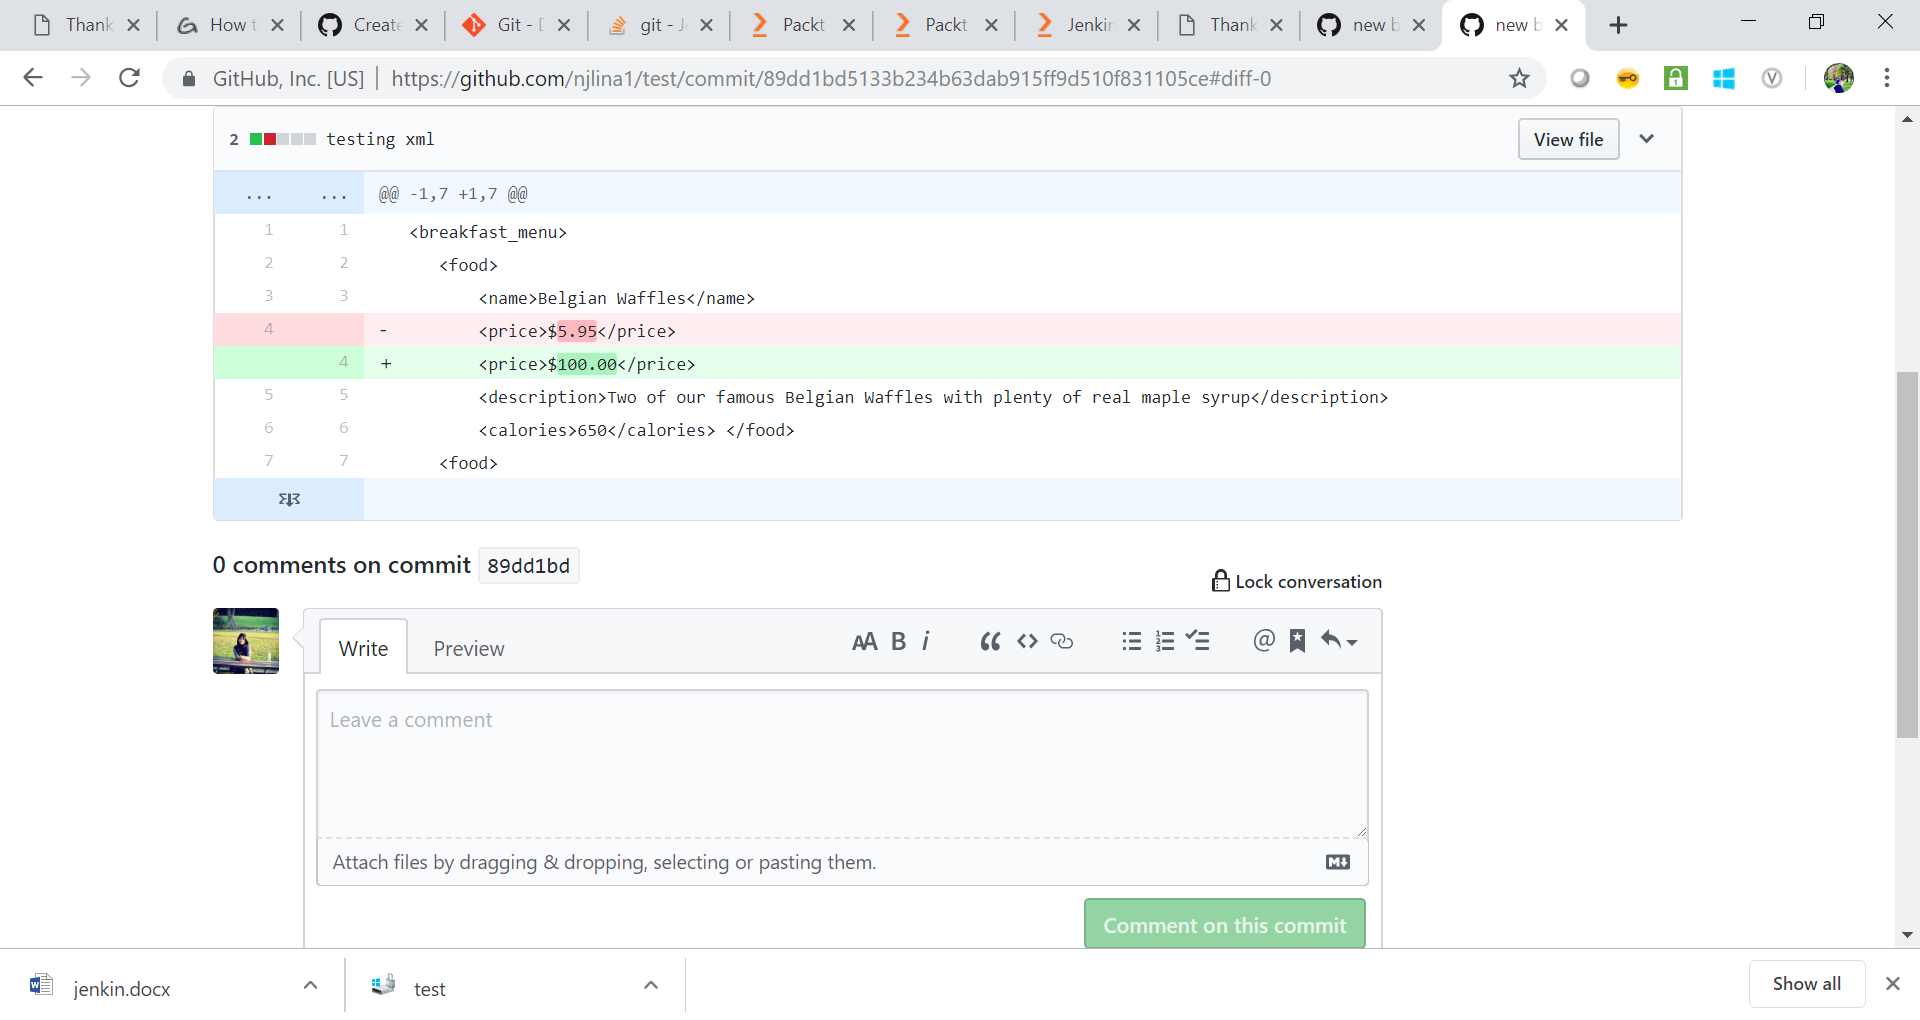 Thank How t Create Git - D git - Je Packt Packt Jenkin Thank new b new b
GitHub, Inc. [US] https://github.com/njlina1/test/commit/89dd1bd5133b234b63dab915ff9d510f831105ce#diff-0
2 testing xml View file
... ... @@ -1,7 +1,7 @@
1 1 <breakfast_menu>
2 2 <food>
3 3 <name>Belgian Waffles</name>
4 - <price>$5.95</price>
4 + <price>$100.00</price>
5 5 <description>Two of our famous Belgian Waffles with plenty of real maple syrup</description>
6 6 <calories>650</calories> </food>
7 7 <food>
0 comments on commit 89dd1bd
Lock conversation
Write Preview AA B i
Leave a comment
Attach files by dragging & dropping, selecting or pasting them.
Comment on this commit
jenkin.docx test Show all